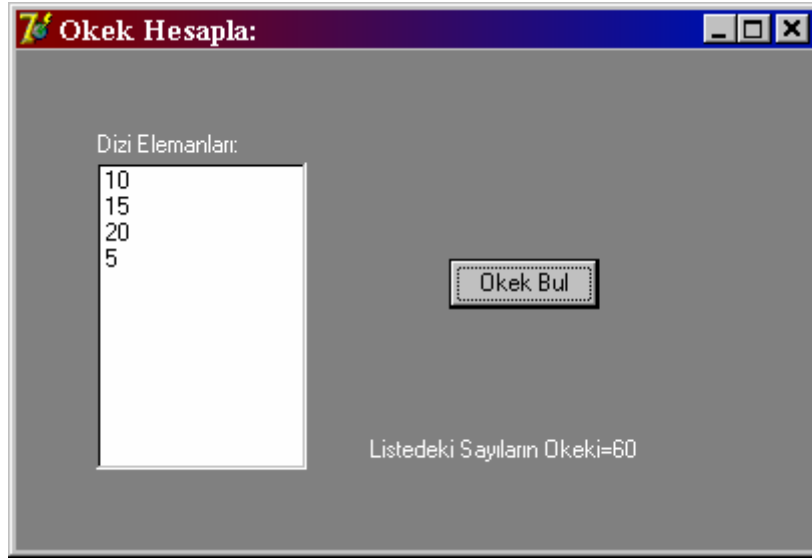 Okek Hesapla:
Dizi Elemanları:
10
15
20
5
Okek Bul
Listedeki Sayıların Okeki=60